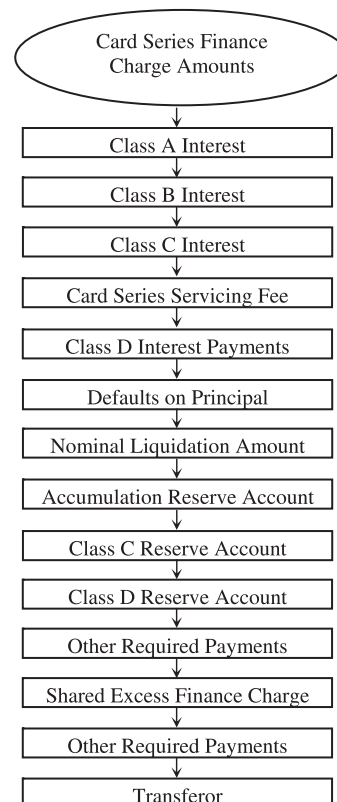 Card Series Finance
Charge Amounts
Class A Interest
Class B Interest
Class C Interest
Card Series Servicing Fee
Class D Interest Payments
Defaults on Principal
Nominal Liquidation Amount
Accumulation Reserve Account
Class C Reserve Account
Class D Reserve Account
Other Required Payments
Shared Excess Finance Charge
Other Required Payments
Transferor